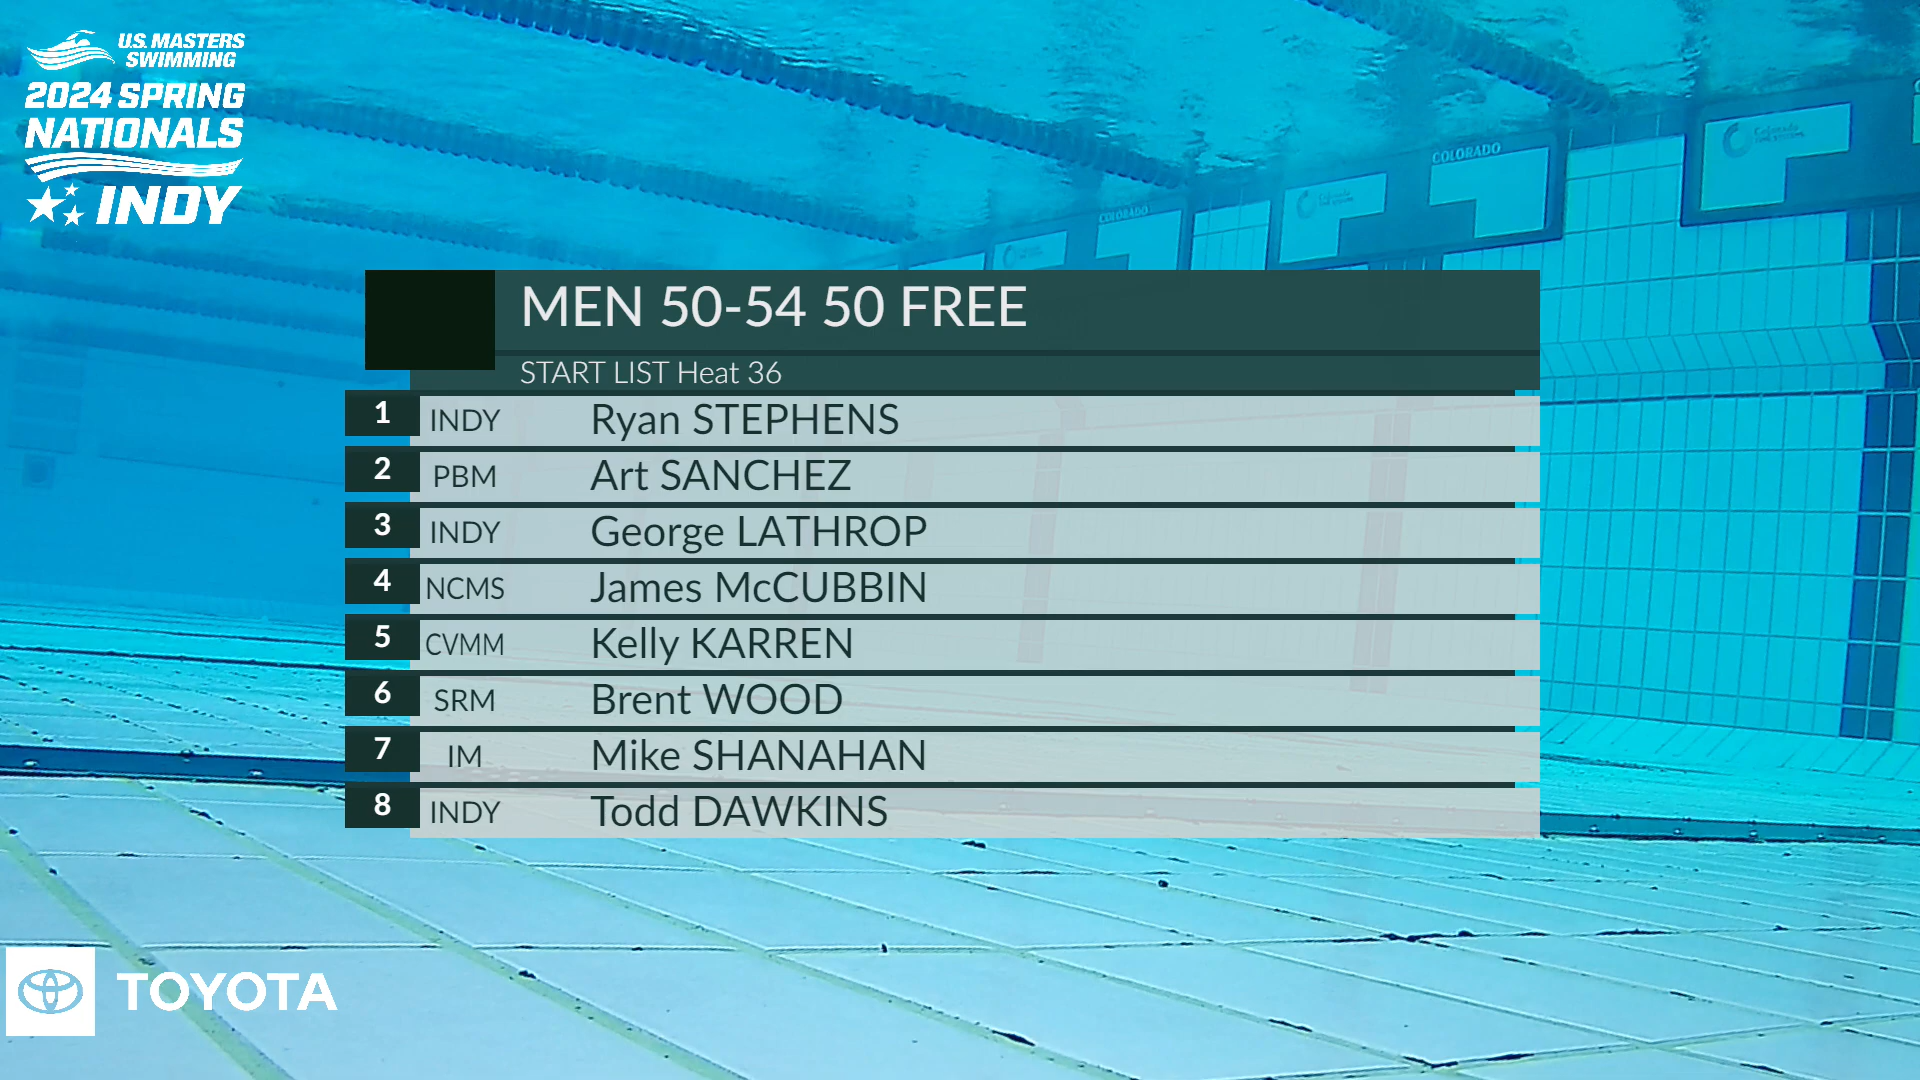 U.S. MASTERS
SWIMMING
2024 SPRING
NATIONALS
INDY
COLORADO
COLORADO
MEN 50-54 50 FREE
START LIST Heat 36
1 INDY Ryan STEPHENS
2 PBM Art SANCHEZ
3 INDY George LATHROP
4 NCMS James McCUBBIN
5 CVMM Kelly KARREN
6 SRM Brent WOOD
7 IM Mike SHANAHAN
8 INDY Todd DAWKINS
TOYOTA